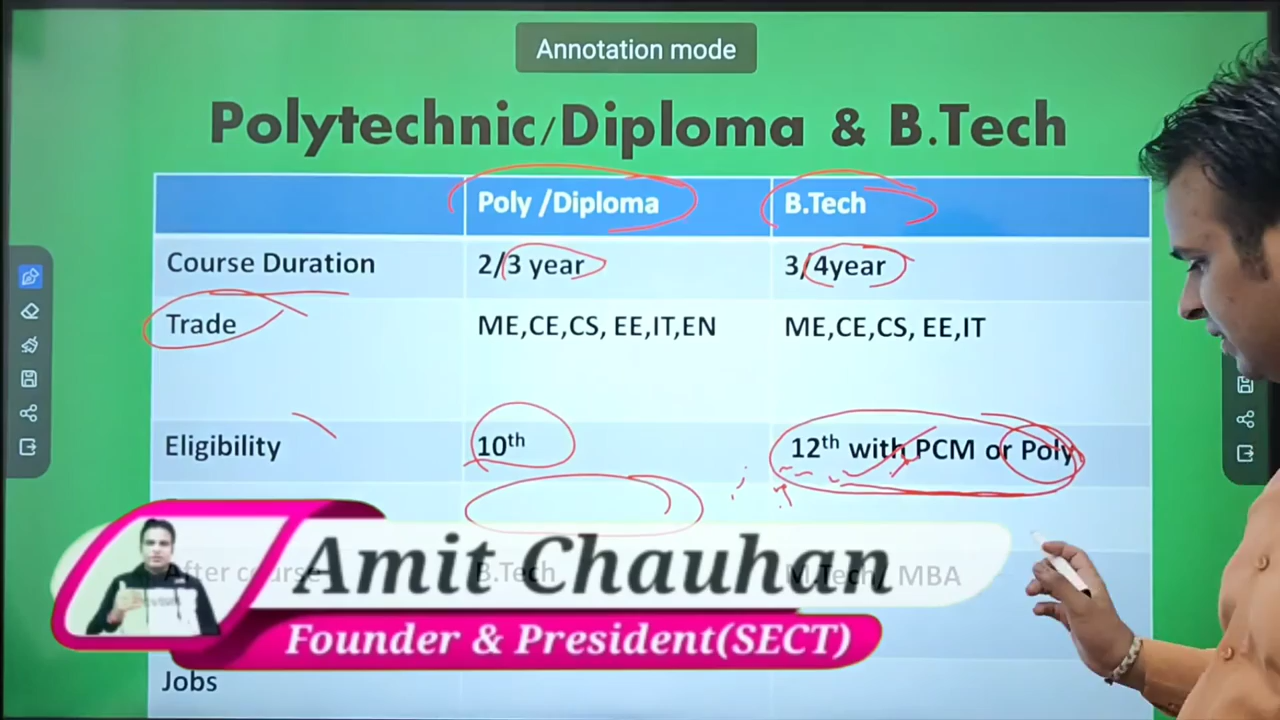 Annotation mode
Polytechnic/Diploma & B.Tech
Poly /Diploma B.Tech
Course Duration 2/3 year 3/4year
Trade ME,CE,CS, EE,IT,EN ME,CE,CS, EE,IT
Eligibility 10th 12th with PCM or Poly
After course B.Tech M.Tech/ MBA
Amit Chauhan
Founder & President(SECT)
Jobs